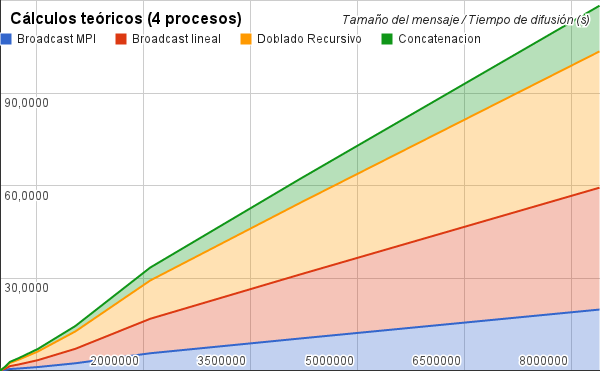 Cálculos teóricos (4 procesos)
Tamaño del mensaje / Tiempo de difusión (s)
Broadcast MPI
Broadcast lineal
Doblado Recursivo
Concatenacion
90,0000
60,0000
30,0000
2000000
3500000
5000000
6500000
8000000